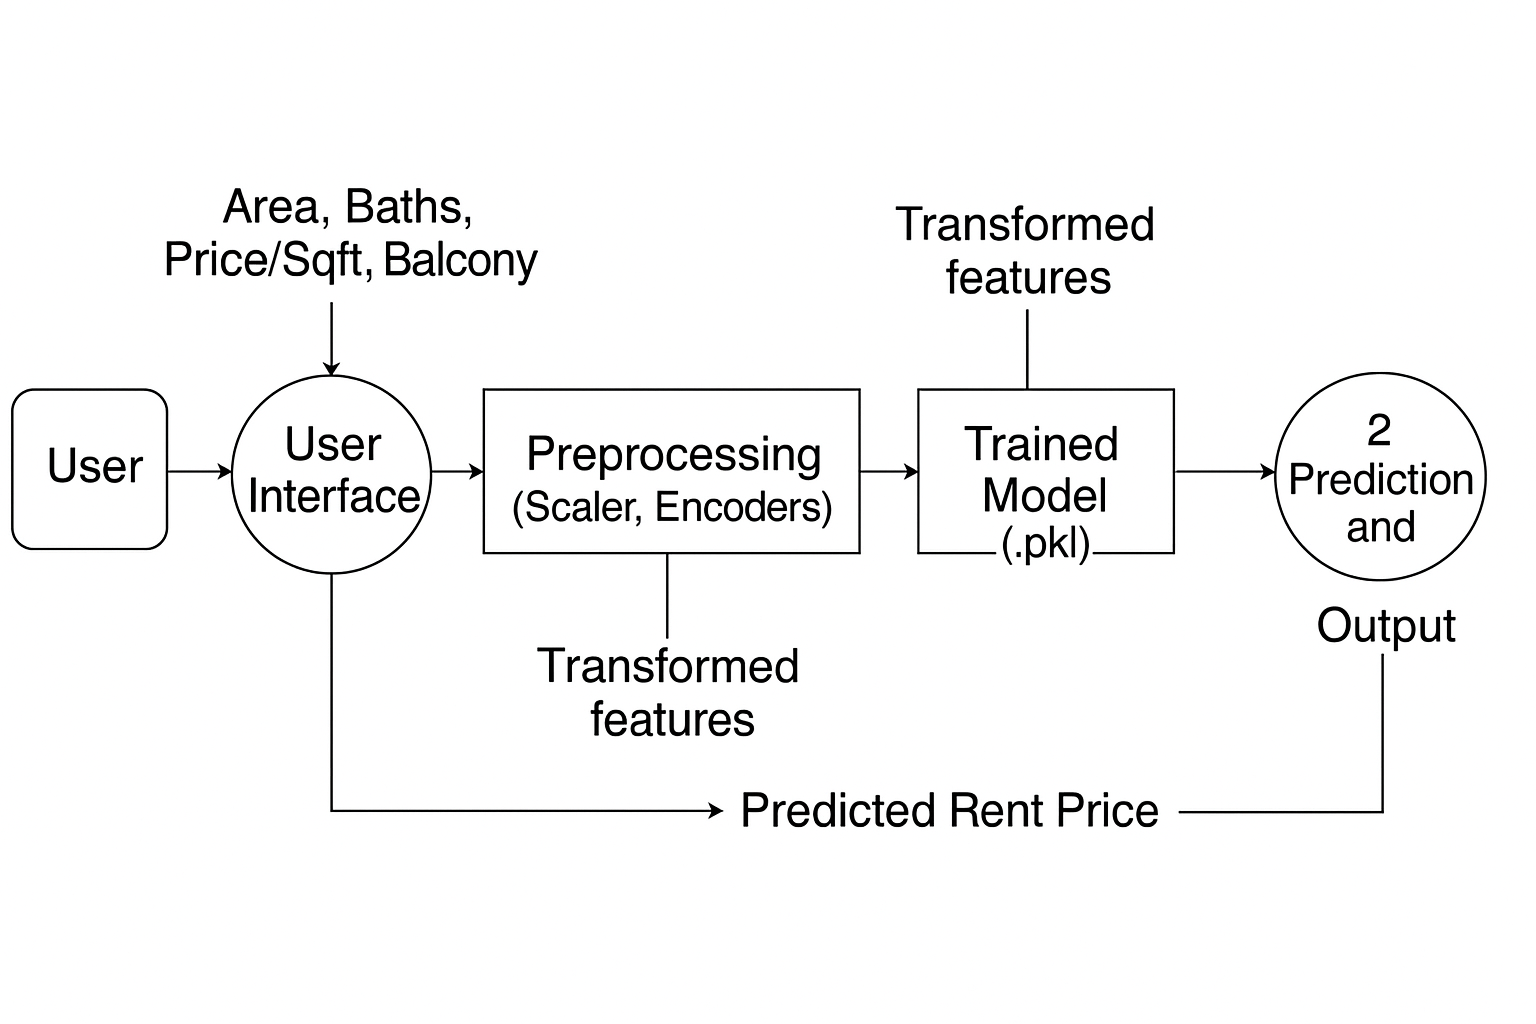 Area, Baths,
Price/Sqft, Balcony
Transformed
features
User
User
Interface
Preprocessing
(Scaler, Encoders)
Trained
Model
(.pkl)
2
Prediction
and
Output
Transformed
features
Predicted Rent Price